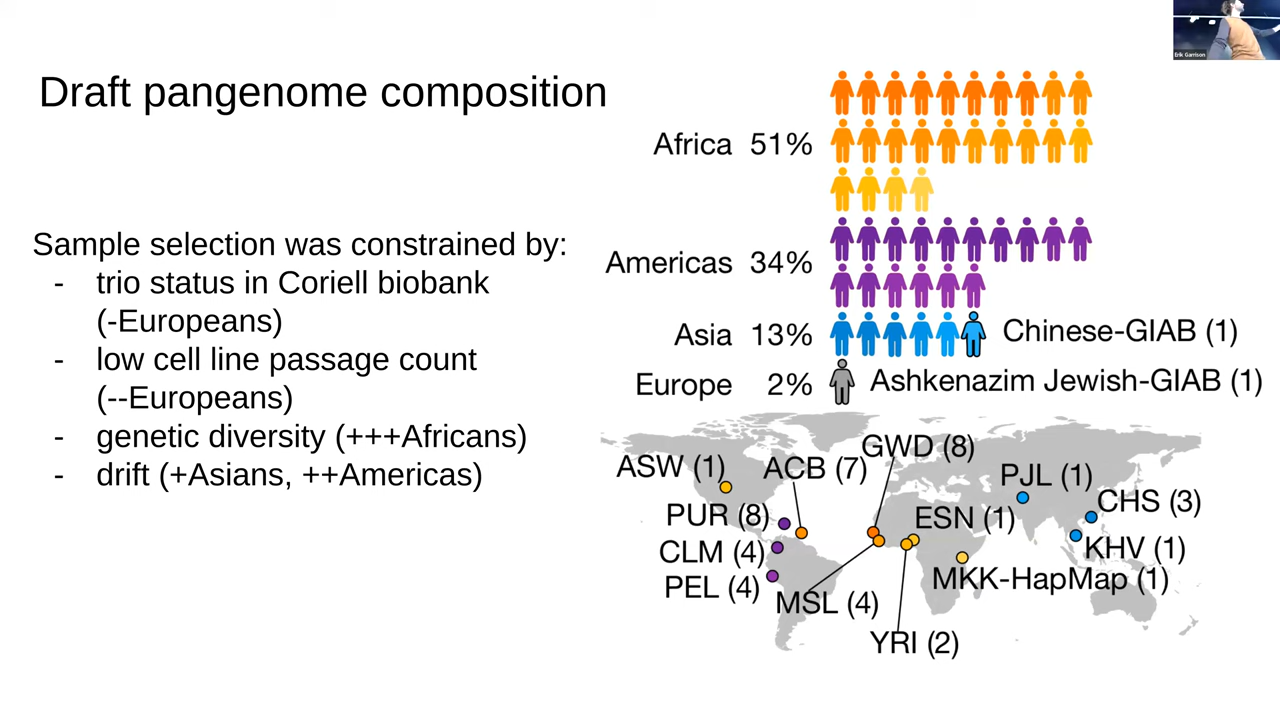 Erik Garrison
Draft pangenome composition
Sample selection was constrained by:
- trio status in Coriell biobank
(-Europeans)
- low cell line passage count
(--Europeans)
- genetic diversity (+++Africans)
- drift (+Asians, ++Americas)
Africa 51%
Americas 34%
Asia 13%
Chinese-GIAB (1)
Europe 2%
Ashkenazim Jewish-GIAB (1)
GWD (8)
ASW (1)
ACB (7)
PJL (1)
CHS (3)
PUR (8)
ESN (1)
CLM (4)
KHV (1)
PEL (4)
MKK-HapMap (1)
MSL (4)
YRI (2)